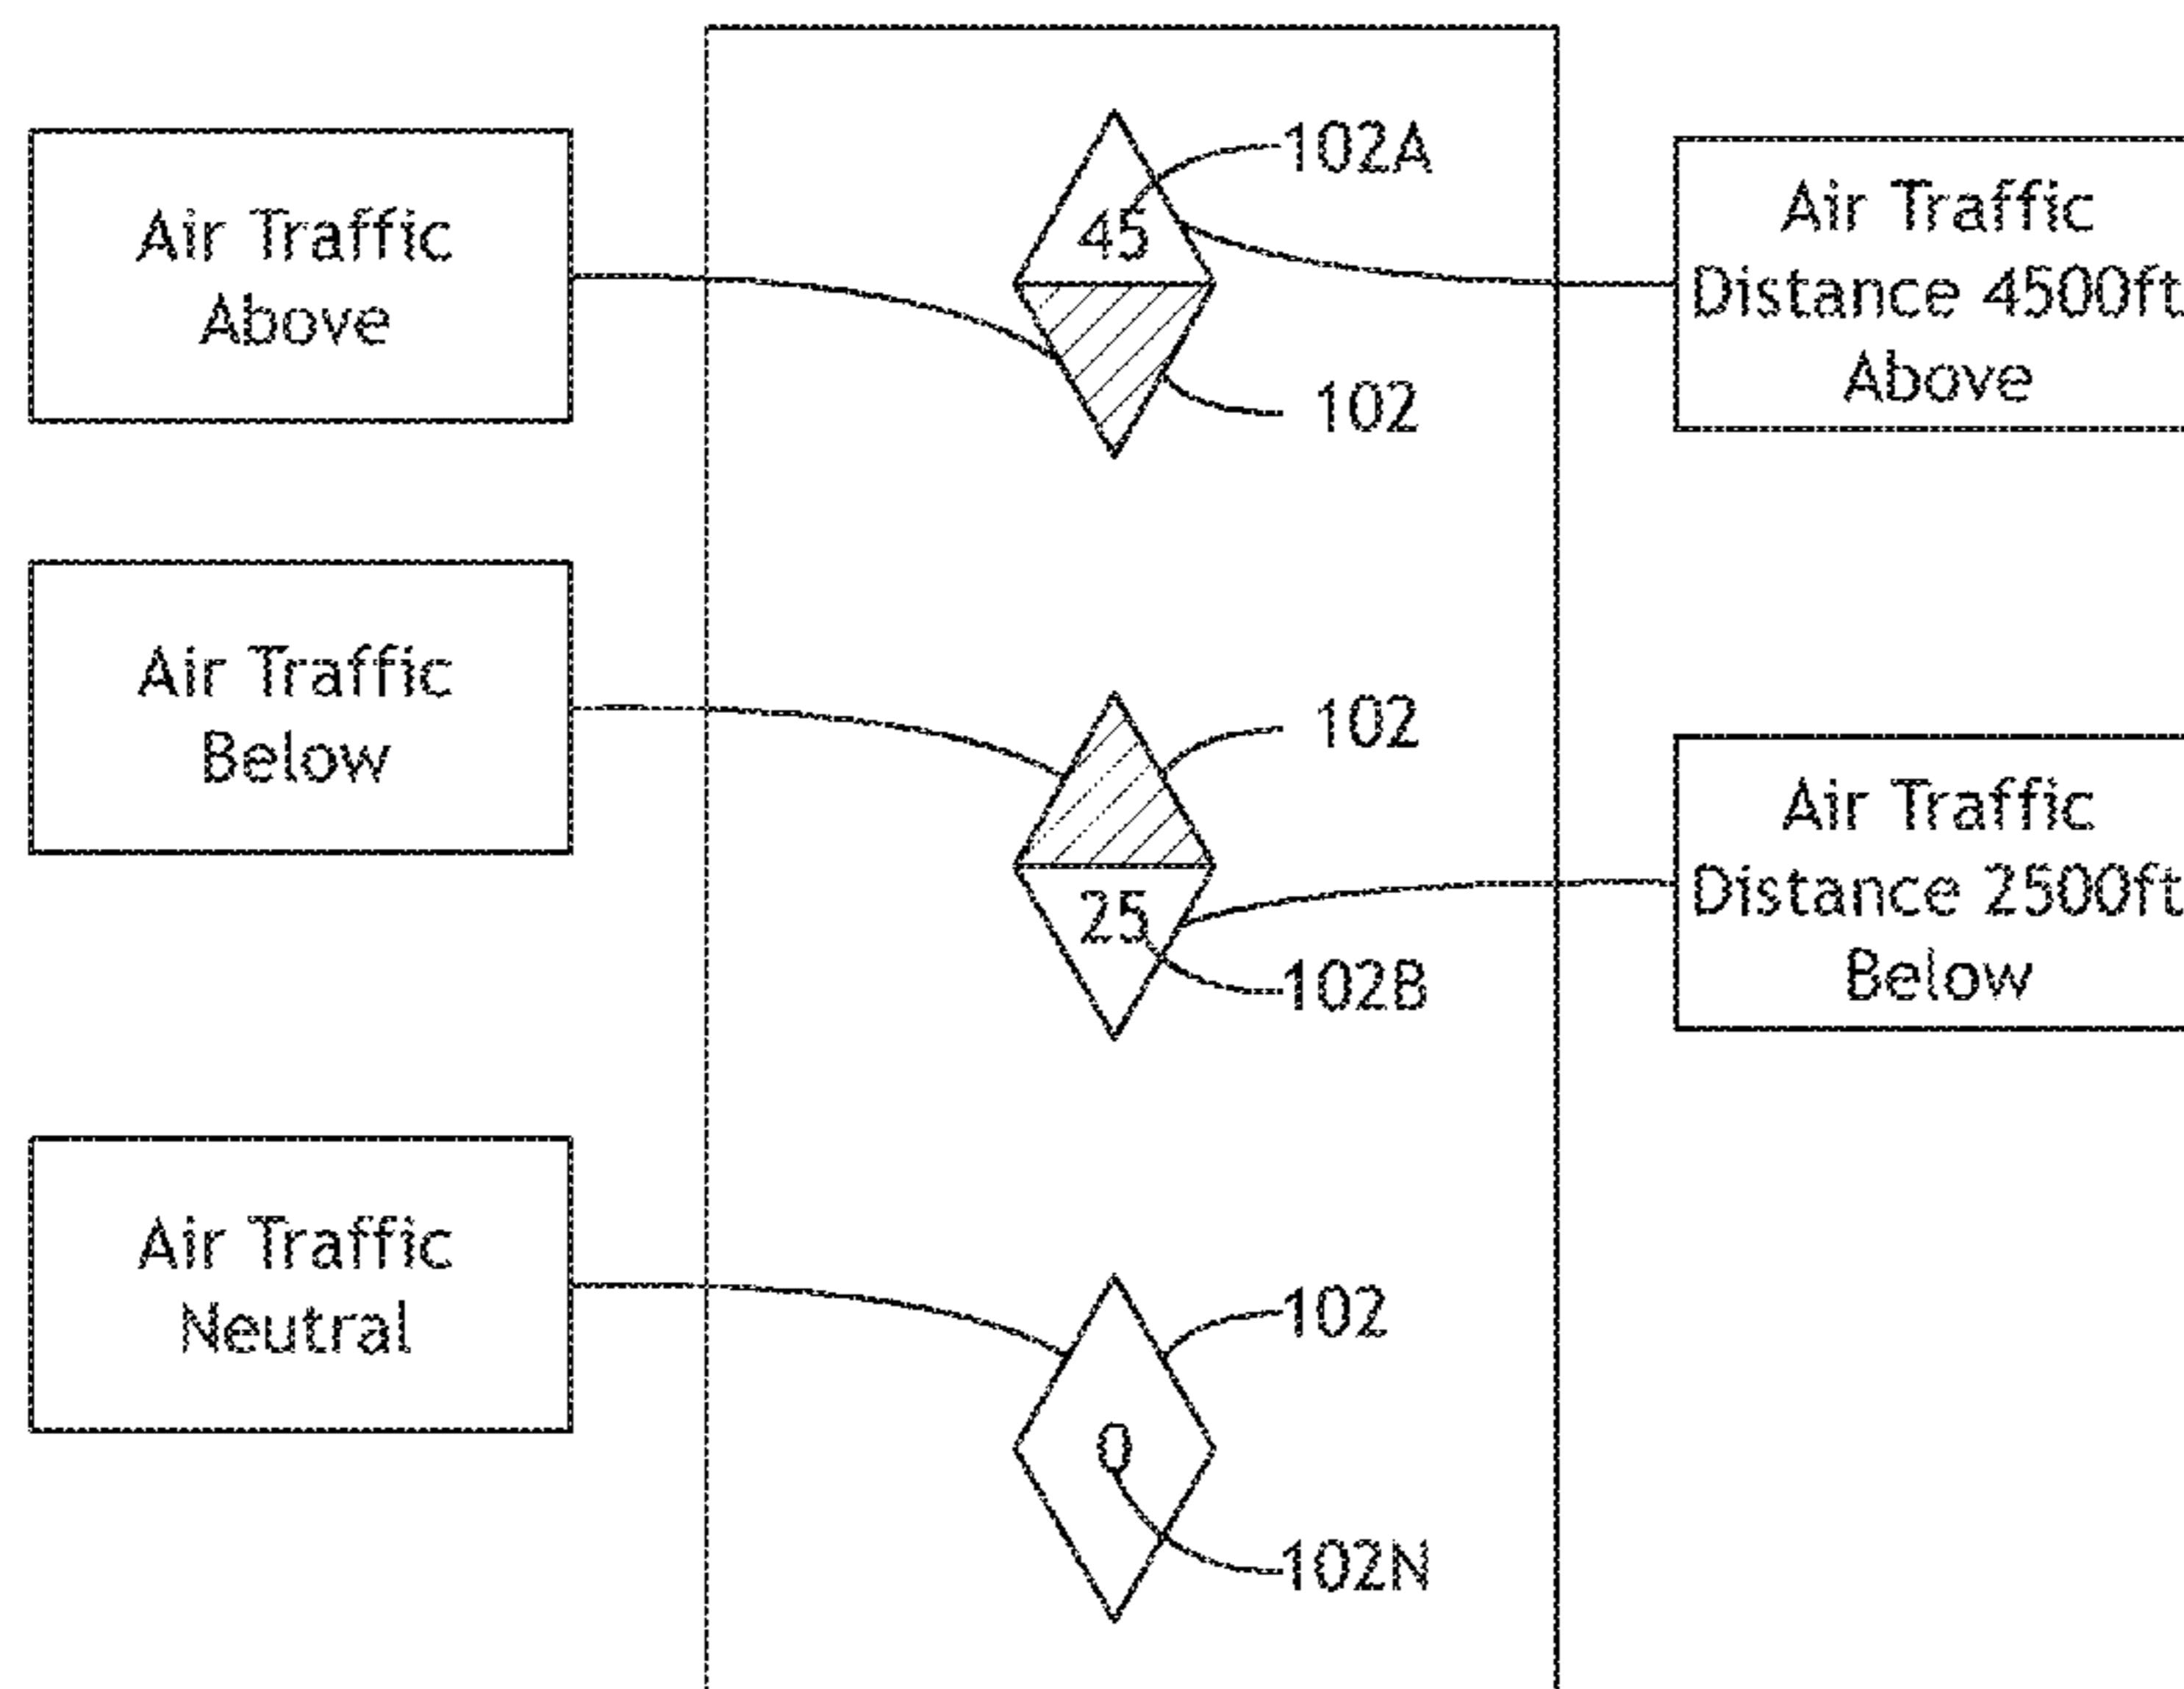 102A
Air Traffic
Above
45
Air Traffic
Distance 4500ft
Above
102
Air Traffic
Below
102
Air Traffic
Distance 2500ft
Below
25
102B
Air Traffic
Neutral
102
0
102N